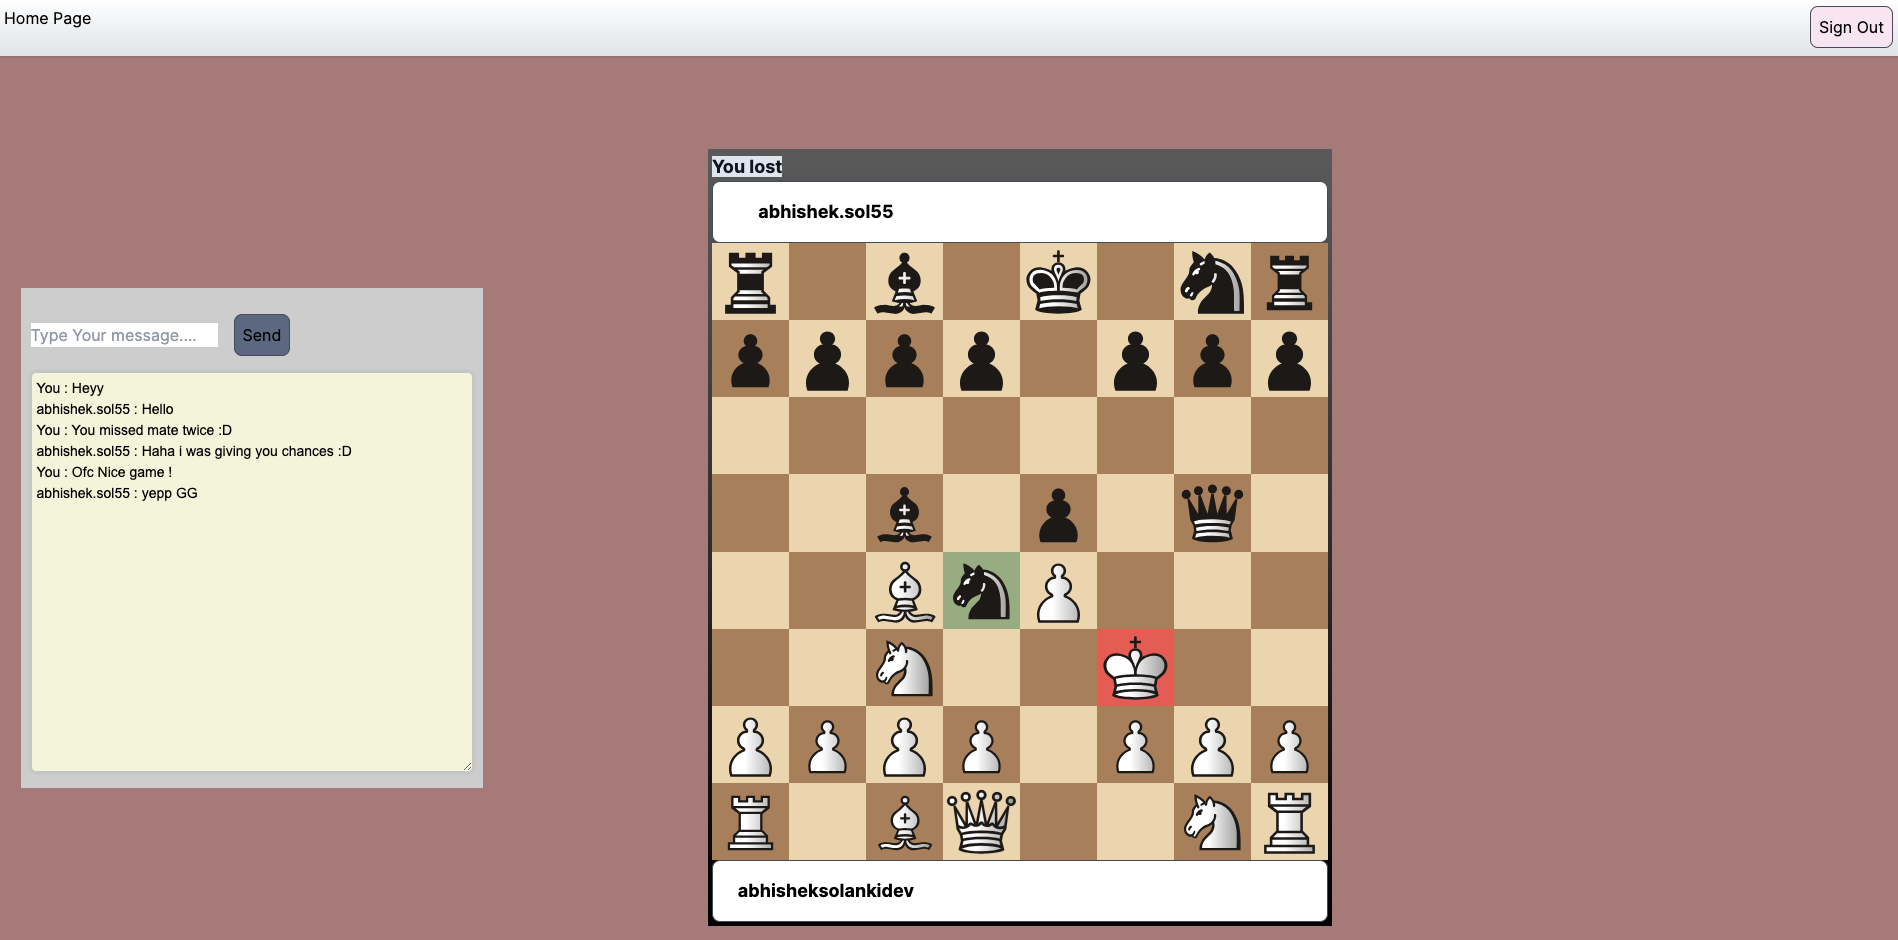 Home Page
Sign Out
You lost
abhishek.sol55
Type Your message....
Send
You : Heyy
abhishek.sol55 : Hello
You : You missed mate twice :D
abhishek.sol55 : Haha i was giving you chances :D
You : Ofc Nice game !
abhishek.sol55 : yepp GG
abhisheksolankidev